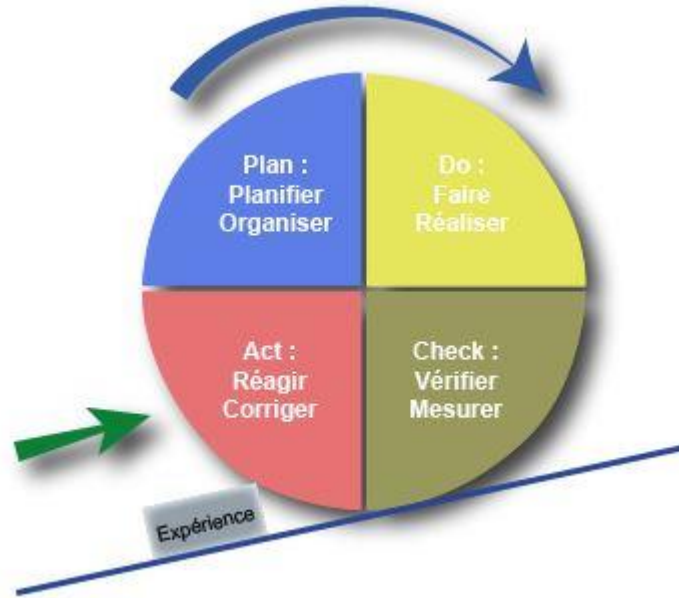 Plan :
Planifier
Organiser
Do :
Faire
Réaliser
Act :
Réagir
Corriger
Check :
Vérifier
Mesurer
Expérience